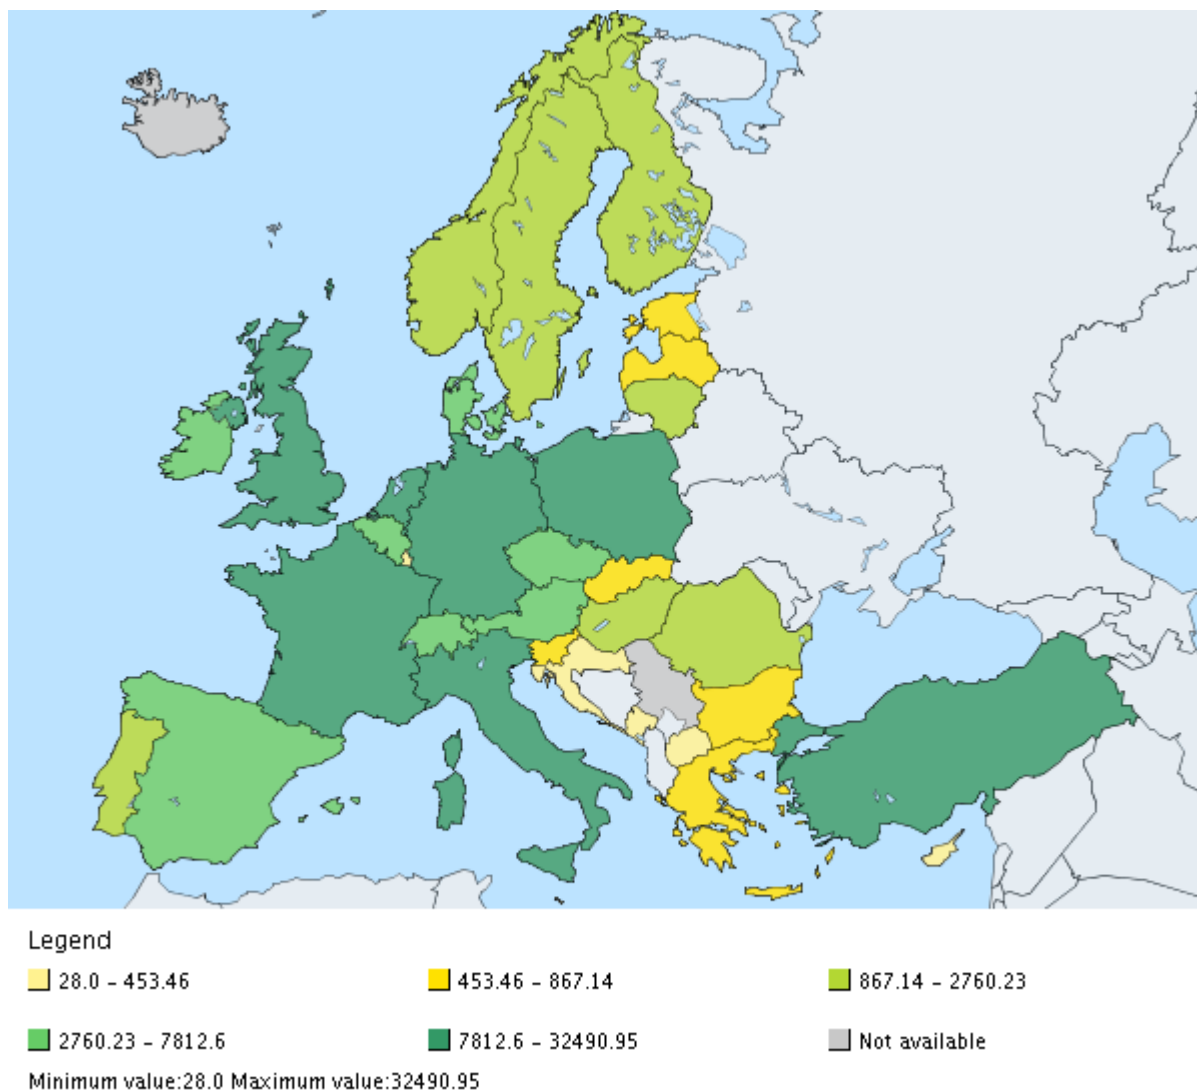 Legend
28.0 - 453.46 453.46 - 867.14 867.14 - 2760.23
2760.23 - 7812.6 7812.6 - 32490.95 Not available
Minimum value:28.0 Maximum value:32490.95